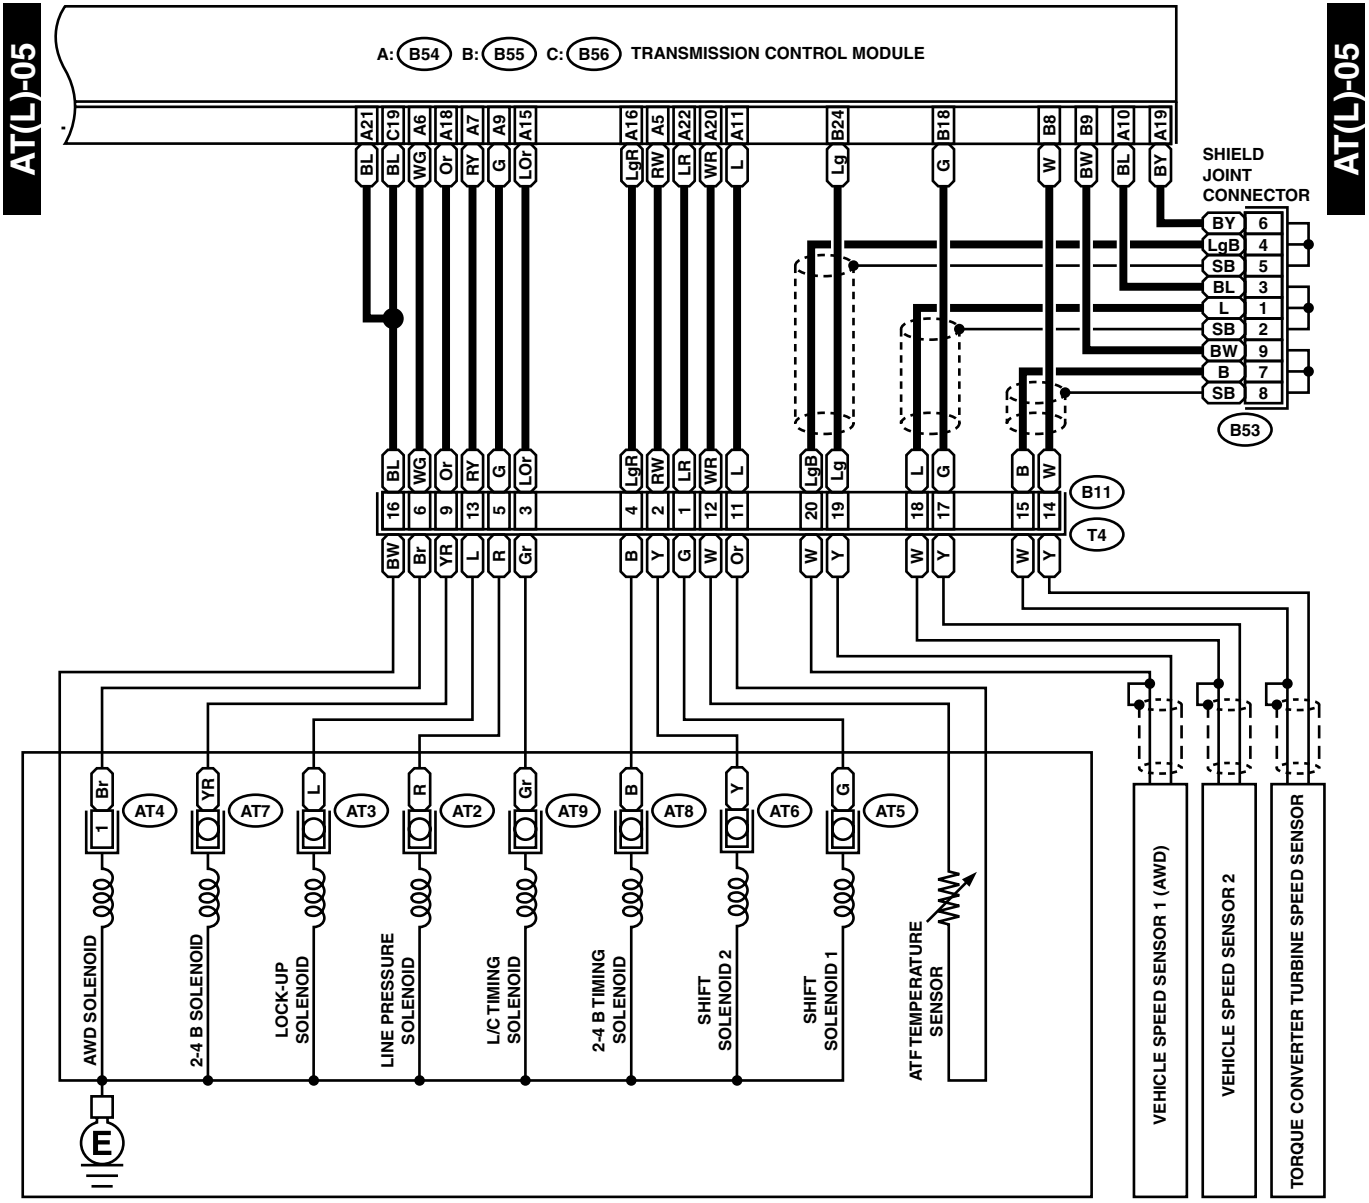 AT(L)-05
AT(L)-05
A: B54 B: B55 C: B56 TRANSMISSION CONTROL MODULE
A21 C19 A6 A18 A7 A9 A15 A16 A5 A22 A20 A11 B24 B18 B8 B9 A10 A19
BL BL WG Or RY G LOr LgR RW LR WR L Lg G W BW BL BY
SHIELD
JOINT
CONNECTOR
BY 6
LgB 4
SB 5
BL 3
L 1
SB 2
BW 9
B 7
SB 8
B53
BL WG Or RY G LOr LgR RW LR WR L LgB Lg L G B W
B11
16 6 9 13 5 3 4 2 1 12 11 20 19 18 17 15 14
T4
BW Br YR L R Gr B Y G W Or W Y W Y W Y
Br YR L R Gr B Y G
1 AT4 AT7 AT3 AT2 AT9 AT8 AT6 AT5
AWD SOLENOID
2-4 B SOLENOID
LOCK-UP
SOLENOID
LINE PRESSURE
SOLENOID
L/C TIMING
SOLENOID
2-4 B TIMING
SOLENOID
SHIFT
SOLENOID 2
SHIFT
SOLENOID 1
ATF TEMPERATURE
SENSOR
VEHICLE SPEED SENSOR 1 (AWD)
VEHICLE SPEED SENSOR 2
TORQUE CONVERTER TURBINE SPEED SENSOR
E